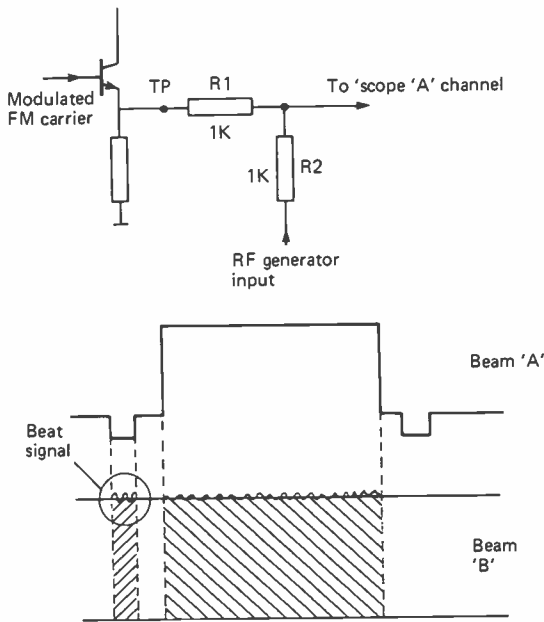 TP
R1
To 'scope 'A' channel
Modulated
FM carrier
1K
1K
R2
RF generator
input
Beam 'A'
Beat
signal
Beam
'B'